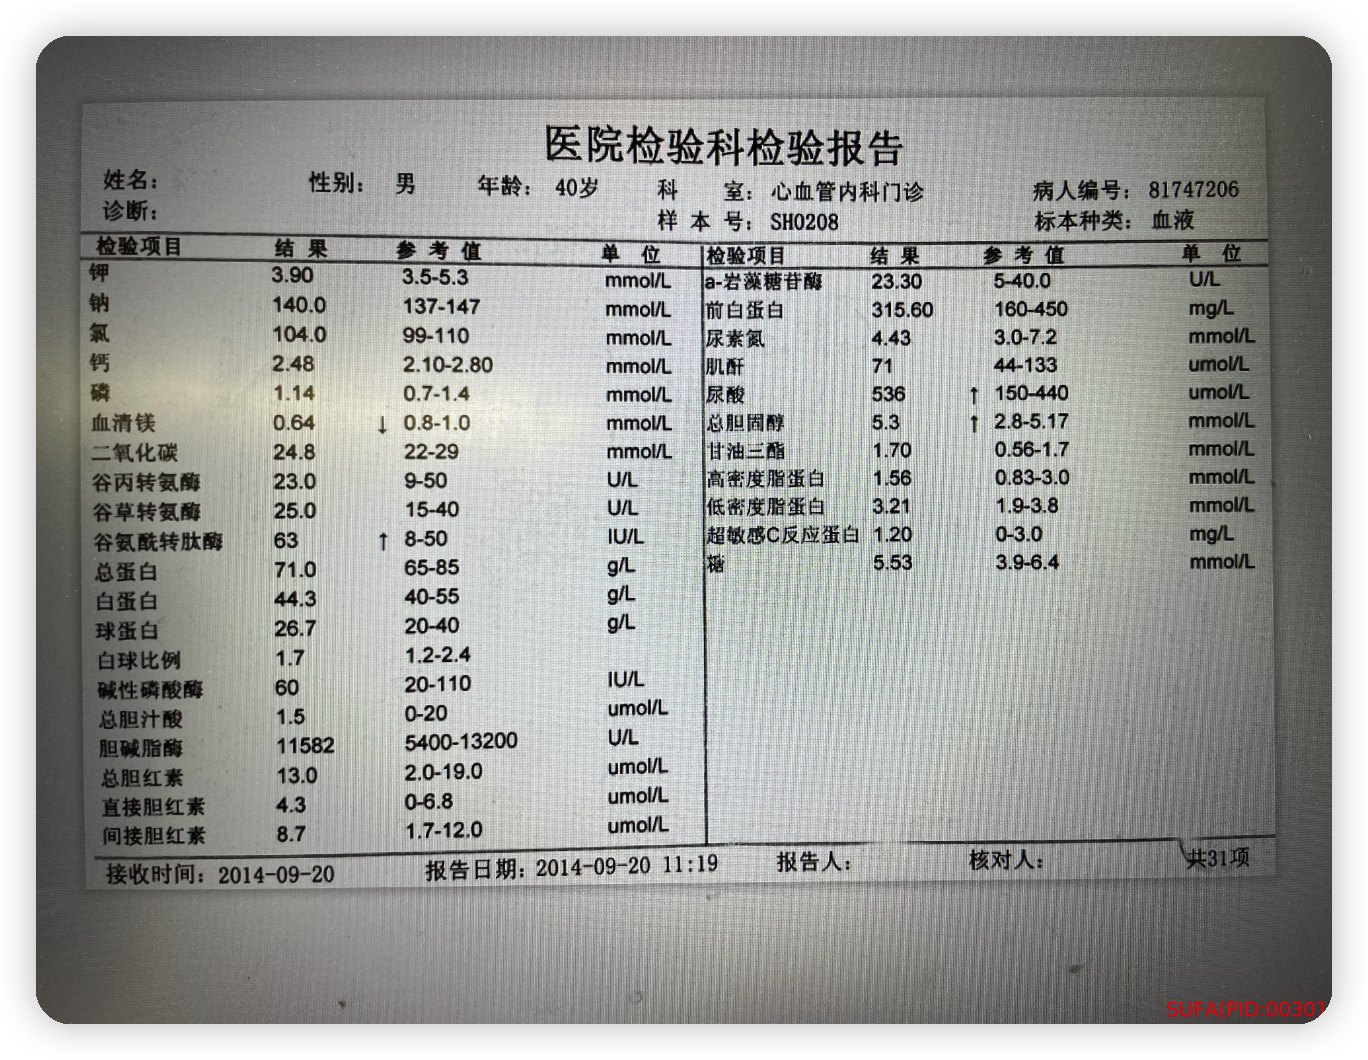 医院检验科检验报告
姓名： 性别： 男 年龄： 40岁 科 室： 心血管内科门诊 病人编号： 81747206
诊断： 样 本 号： SH0208 标本种类： 血液
检验项目 结 果 参 考 值 单 位 检验项目 结 果 参 考 值 单 位
钾 3.90 3.5-5.3 mmol/L a-岩藻糖苷酶 23.30 5-40.0 U/L
钠 140.0 137-147 mmol/L 前白蛋白 315.60 160-450 mg/L
氯 104.0 99-110 mmol/L 尿素氮 4.43 3.0-7.2 mmol/L
钙 2.48 2.10-2.80 mmol/L 肌酐 71 44-133 umol/L
磷 1.14 0.7-1.4 mmol/L 尿酸 536 ↑ 150-440 umol/L
血清镁 0.64 ↓ 0.8-1.0 mmol/L 总胆固醇 5.3 ↑ 2.8-5.17 mmol/L
二氧化碳 24.8 22-29 mmol/L 甘油三酯 1.70 0.56-1.7 mmol/L
谷丙转氨酶 23.0 9-50 U/L 高密度脂蛋白 1.56 0.83-3.0 mmol/L
谷草转氨酶 25.0 15-40 U/L 低密度脂蛋白 3.21 1.9-3.8 mmol/L
谷氨酰转肽酶 63 ↑ 8-50 IU/L 超敏感C反应蛋白 1.20 0-3.0 mg/L
总蛋白 71.0 65-85 g/L 糖 5.53 3.9-6.4 mmol/L
白蛋白 44.3 40-55 g/L
球蛋白 26.7 20-40 g/L
白球比例 1.7 1.2-2.4
碱性磷酸酶 60 20-110 IU/L
总胆汁酸 1.5 0-20 umol/L
胆碱脂酶 11582 5400-13200 U/L
总胆红素 13.0 2.0-19.0 umol/L
直接胆红素 4.3 0-6.8 umol/L
间接胆红素 8.7 1.7-12.0 umol/L
接收时间：2014-09-20 报告日期：2014-09-20 11:19 报告人： 核对人： 共31项
SUFA(PID:00301